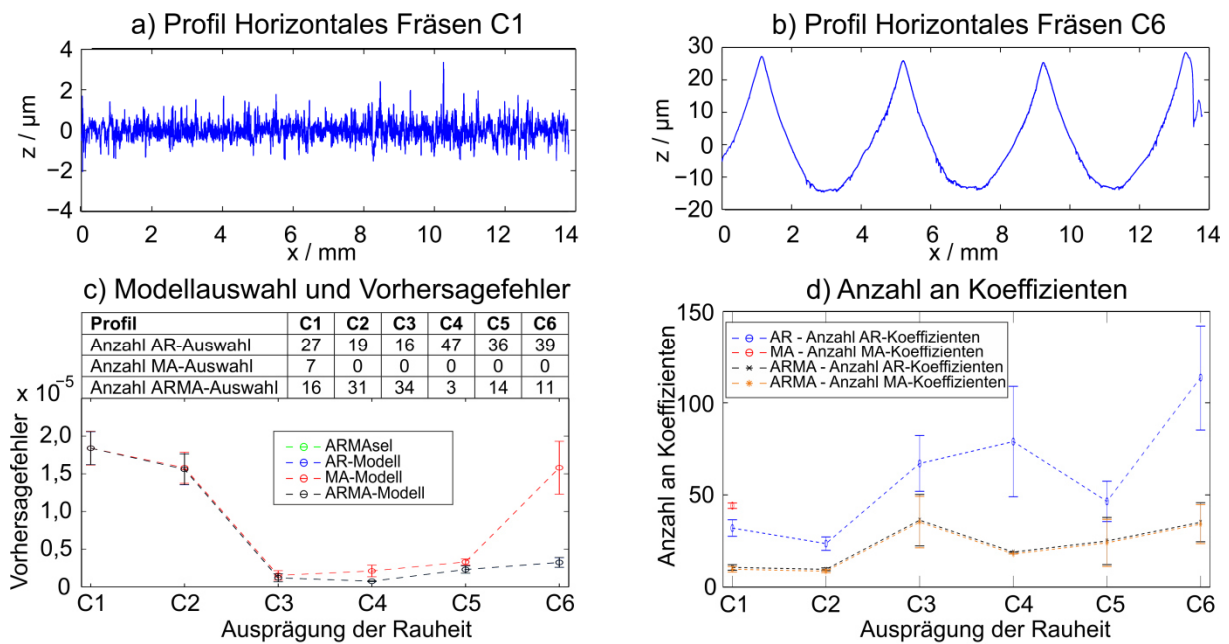 a) Profil Horizontales Fräsen C1
4
2
0
−2
−4
z / µm
0 2 4 6 8 10 12 14
x / mm
b) Profil Horizontales Fräsen C6
30
20
10
0
−10
−20
z / µm
0 2 4 6 8 10 12 14
x / mm
c) Modellauswahl und Vorhersagefehler
Profil C1 C2 C3 C4 C5 C6
Anzahl AR-Auswahl 27 19 16 47 36 39
Anzahl MA-Auswahl 7 0 0 0 0 0
Anzahl ARMA-Auswahl 16 31 34 3 14 11
x 10⁻⁵
2,0
1,5
1,0
0,5
0
Vorhersagefehler
ARMAsel
AR-Modell
MA-Modell
ARMA-Modell
C1 C2 C3 C4 C5 C6
Ausprägung der Rauheit
d) Anzahl an Koeffizienten
150
100
50
0
Anzahl an Koeffizienten
AR - Anzahl AR-Koeffizienten
MA - Anzahl MA-Koeffizienten
ARMA - Anzahl AR-Koeffizienten
ARMA - Anzahl MA-Koeffizienten
C1 C2 C3 C4 C5 C6
Ausprägung der Rauheit